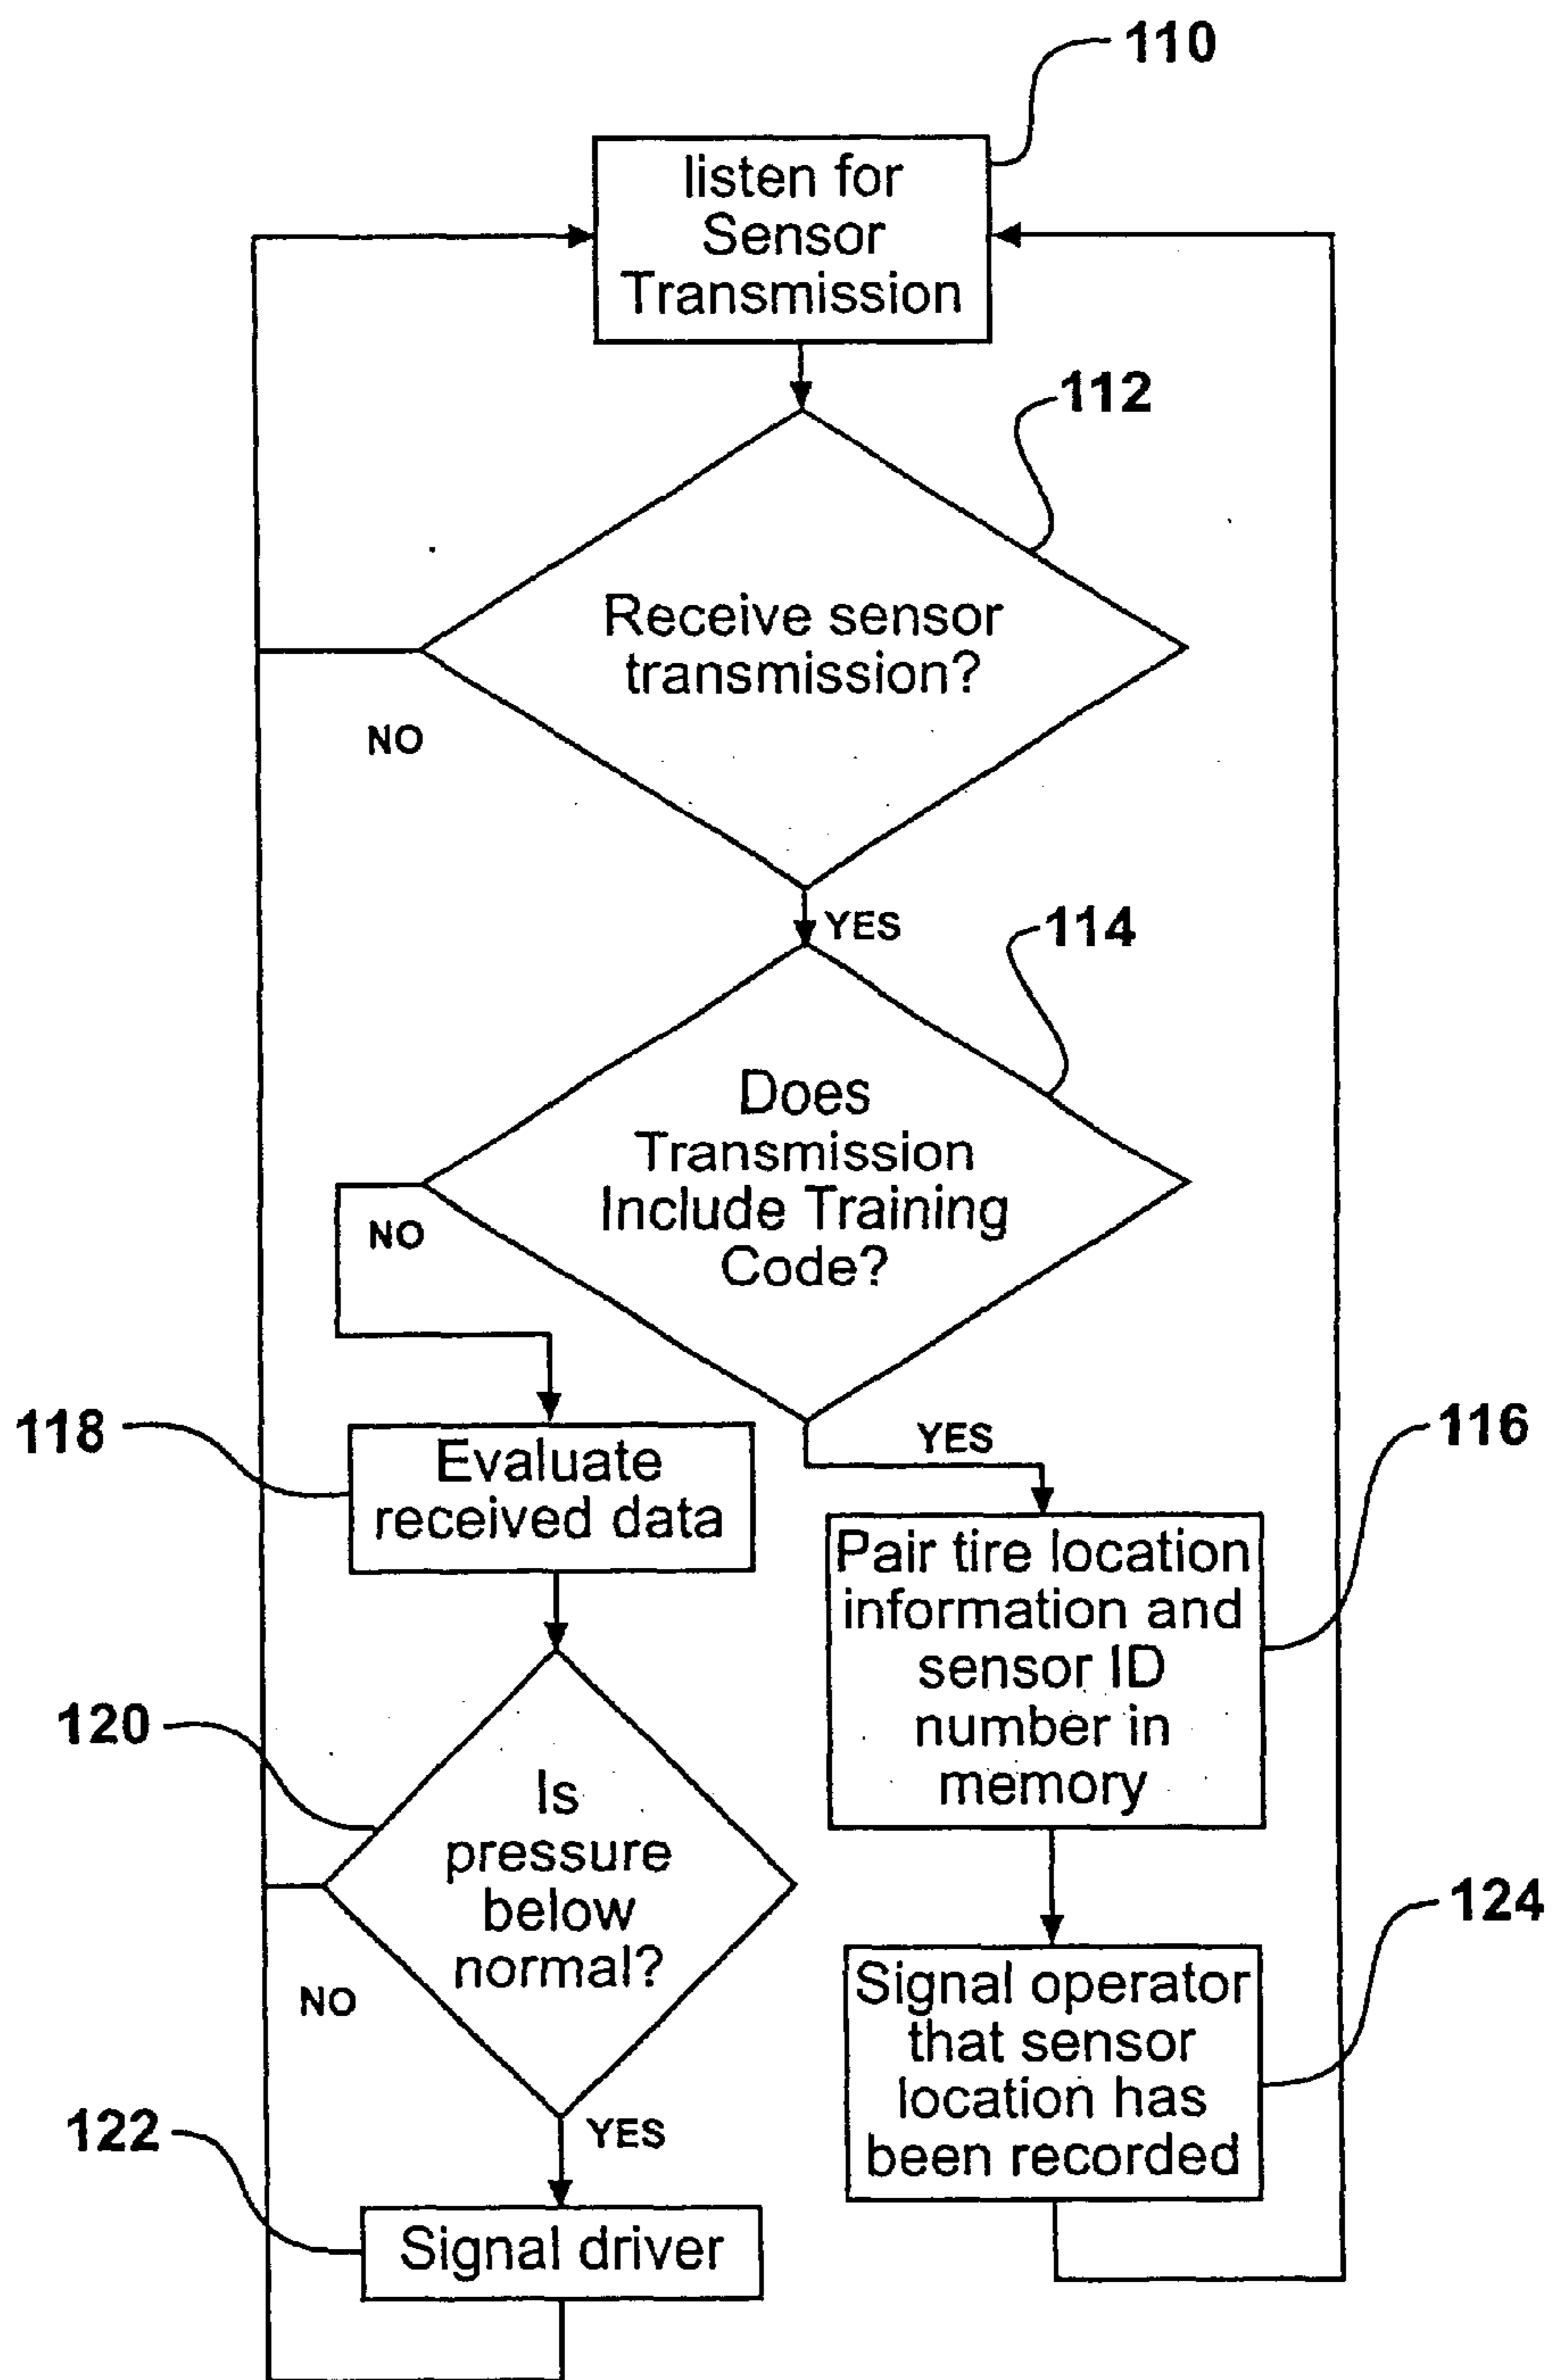 110
listen for
Sensor
Transmission
112
Receive sensor
transmission?
NO
YES
114
Does
Transmission
Include Training
Code?
NO
YES
118
Evaluate
received data
116
Pair tire location
information and
sensor ID
number in
memory
120
Is
pressure
below
normal?
NO
YES
124
Signal operator
that sensor
location has
been recorded
122
Signal driver